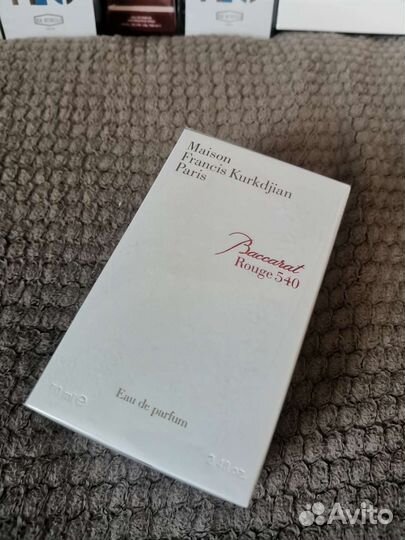 Maison
Francis Kurkdjian
Paris
Baccarat
Rouge 540
Eau de parfum
Avito